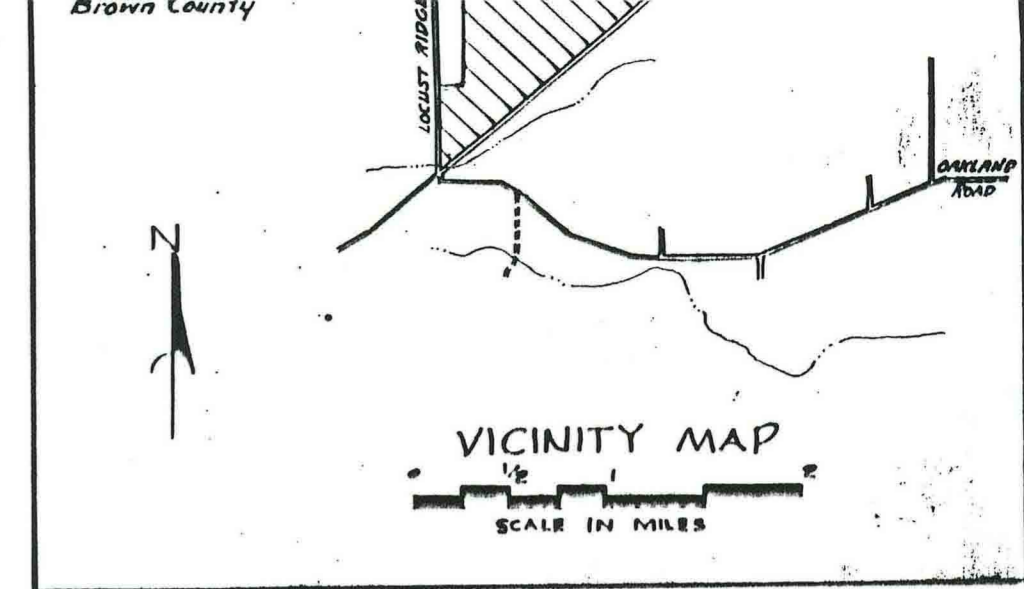 Brown County
LOCUST RIDGE
OAKLAND
ROAD
N
VICINITY MAP
0 1/2 1 2
SCALE IN MILES